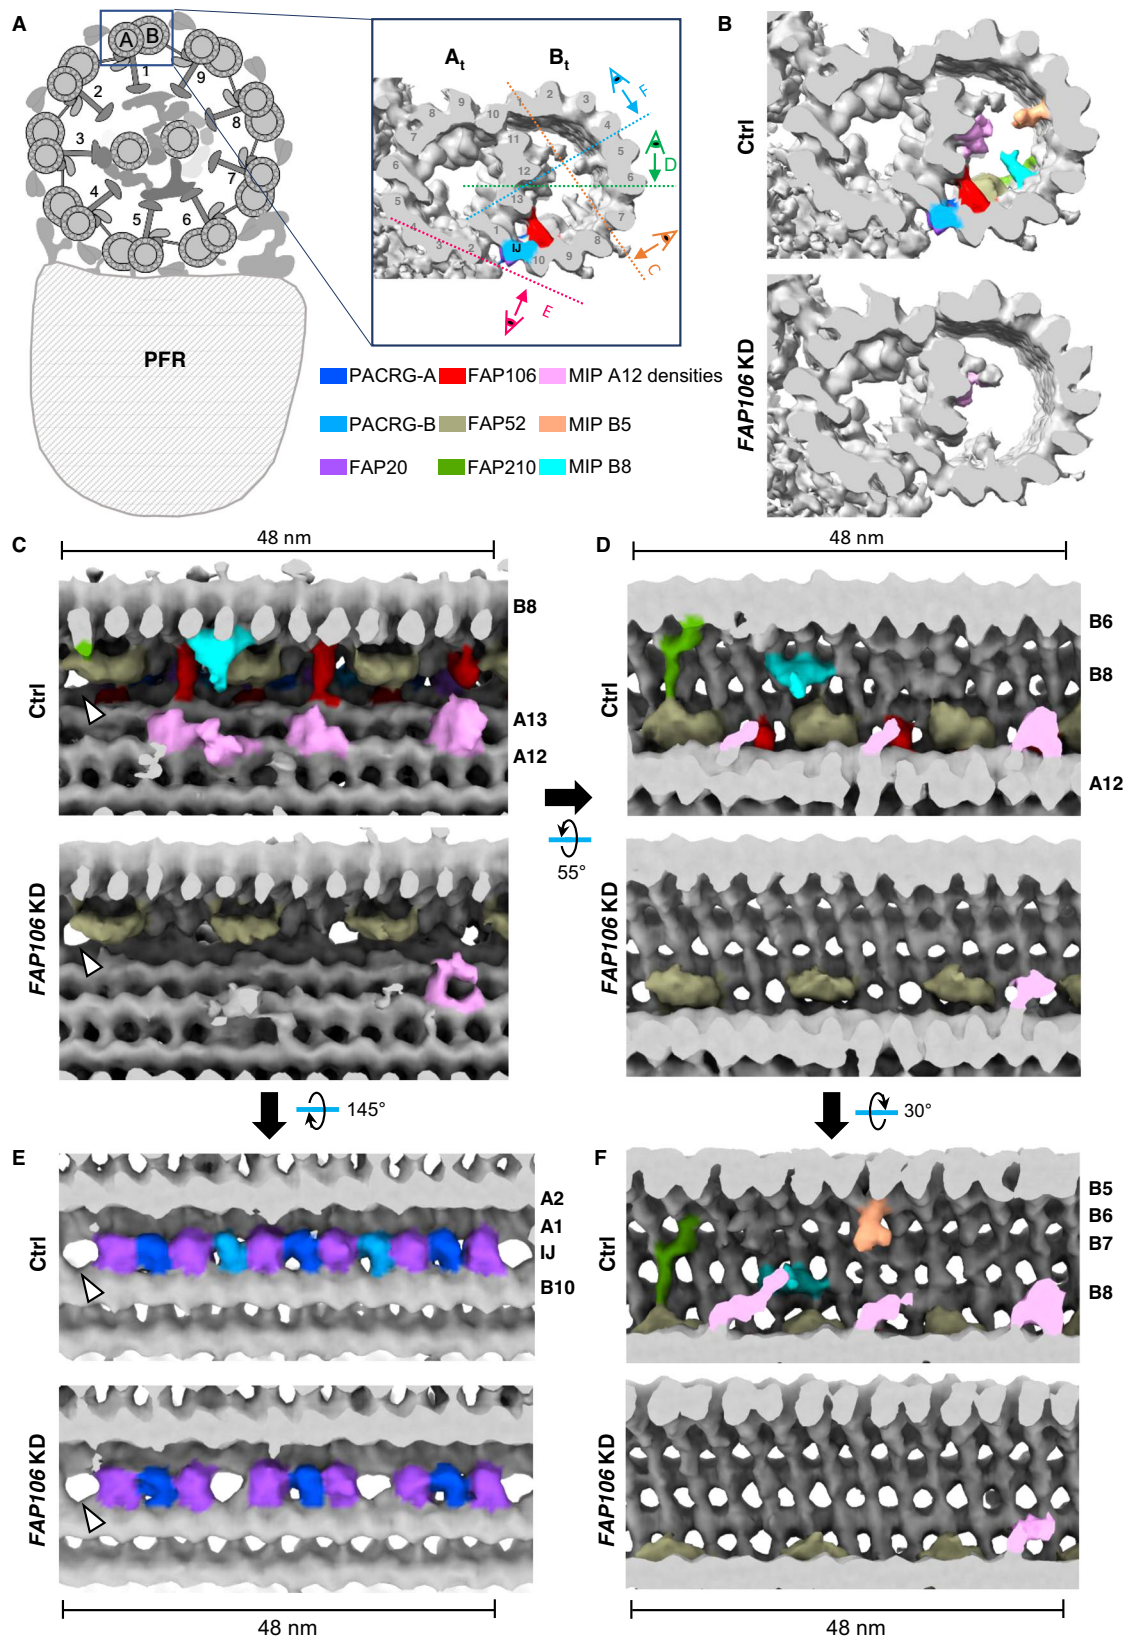 A
A B
1
2
3
4
5
6
7
8
9
PFR
At Bt
1 2 3 4 5 6 7 8 9 10 11 12 13
1 2 3 4 5 6 7 8 9 10
IJ
F
D
C
E
PACRG-A FAP106 MIP A12 densities
PACRG-B FAP52 MIP B5
FAP20 FAP210 MIP B8
B
Ctrl
FAP106 KD
C
48 nm
Ctrl
B8
A13
A12
FAP106 KD
55°
D
48 nm
Ctrl
B6
B8
A12
FAP106 KD
145°
30°
E
Ctrl
A2
A1
IJ
B10
FAP106 KD
48 nm
F
Ctrl
B5
B6
B7
B8
FAP106 KD
48 nm